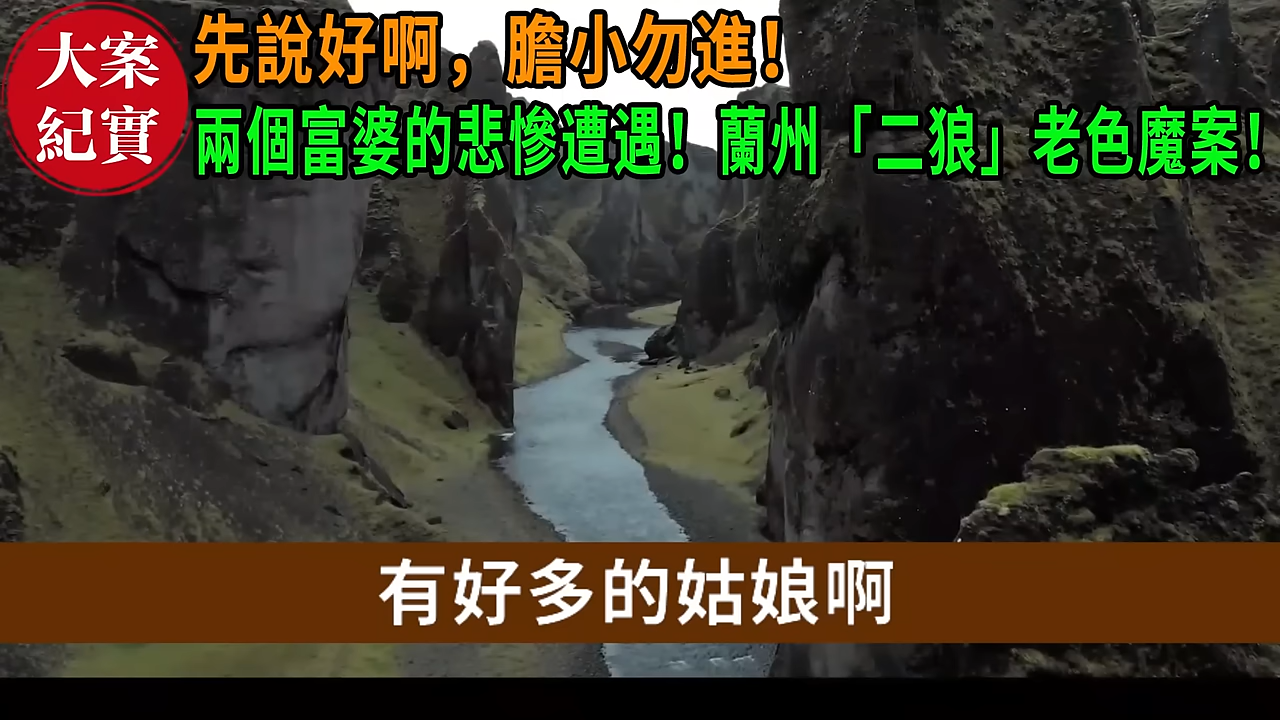 大案
紀實
先說好啊，膽小勿進！
兩個富婆的悲慘遭遇！蘭州「二狼」老色魔案！
有好多的姑娘啊